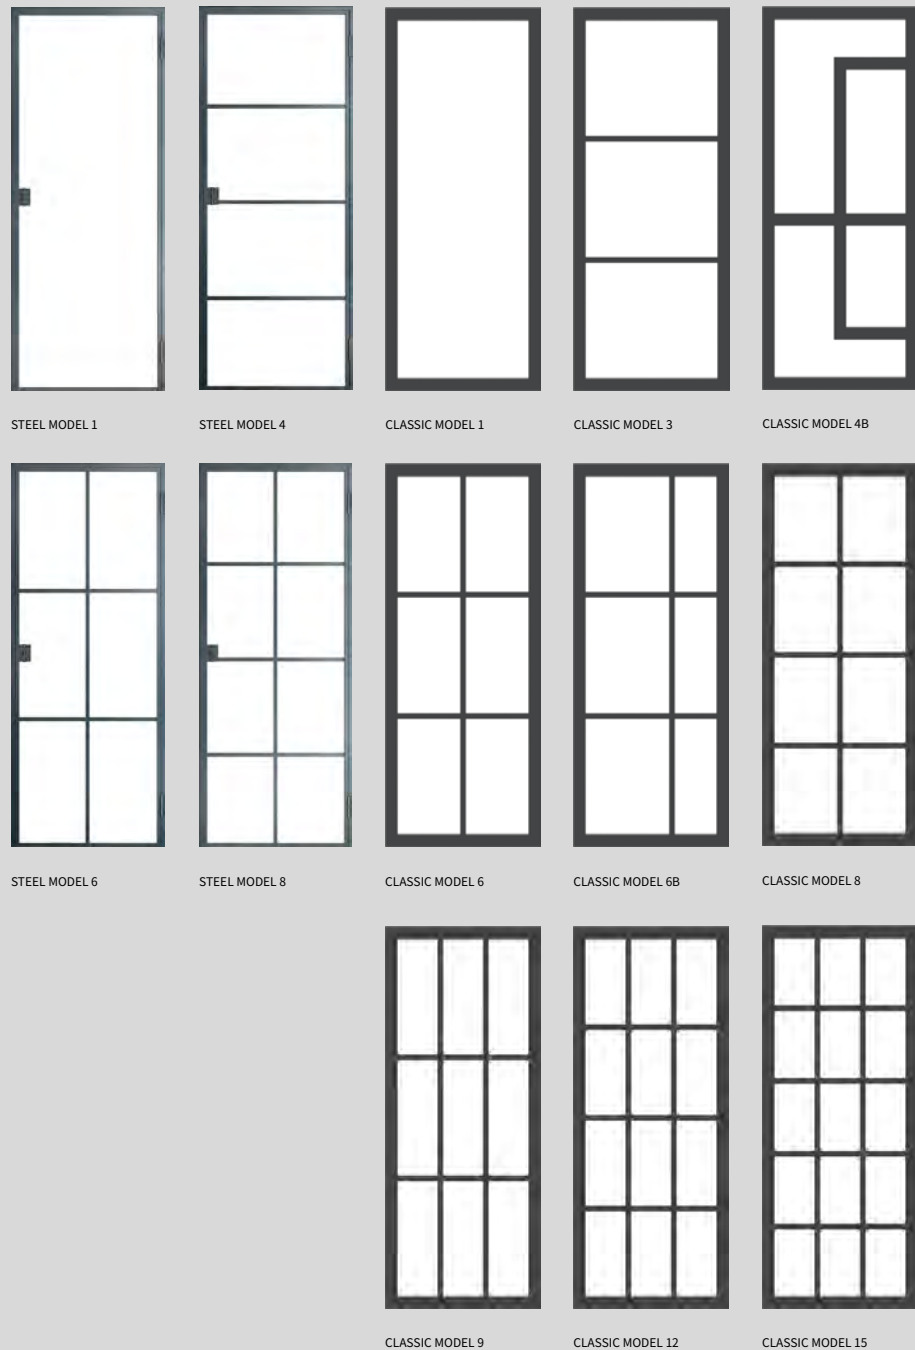 STEEL MODEL 1
STEEL MODEL 4
CLASSIC MODEL 1
CLASSIC MODEL 3
CLASSIC MODEL 4B
STEEL MODEL 6
STEEL MODEL 8
CLASSIC MODEL 6
CLASSIC MODEL 6B
CLASSIC MODEL 8
CLASSIC MODEL 9
CLASSIC MODEL 12
CLASSIC MODEL 15